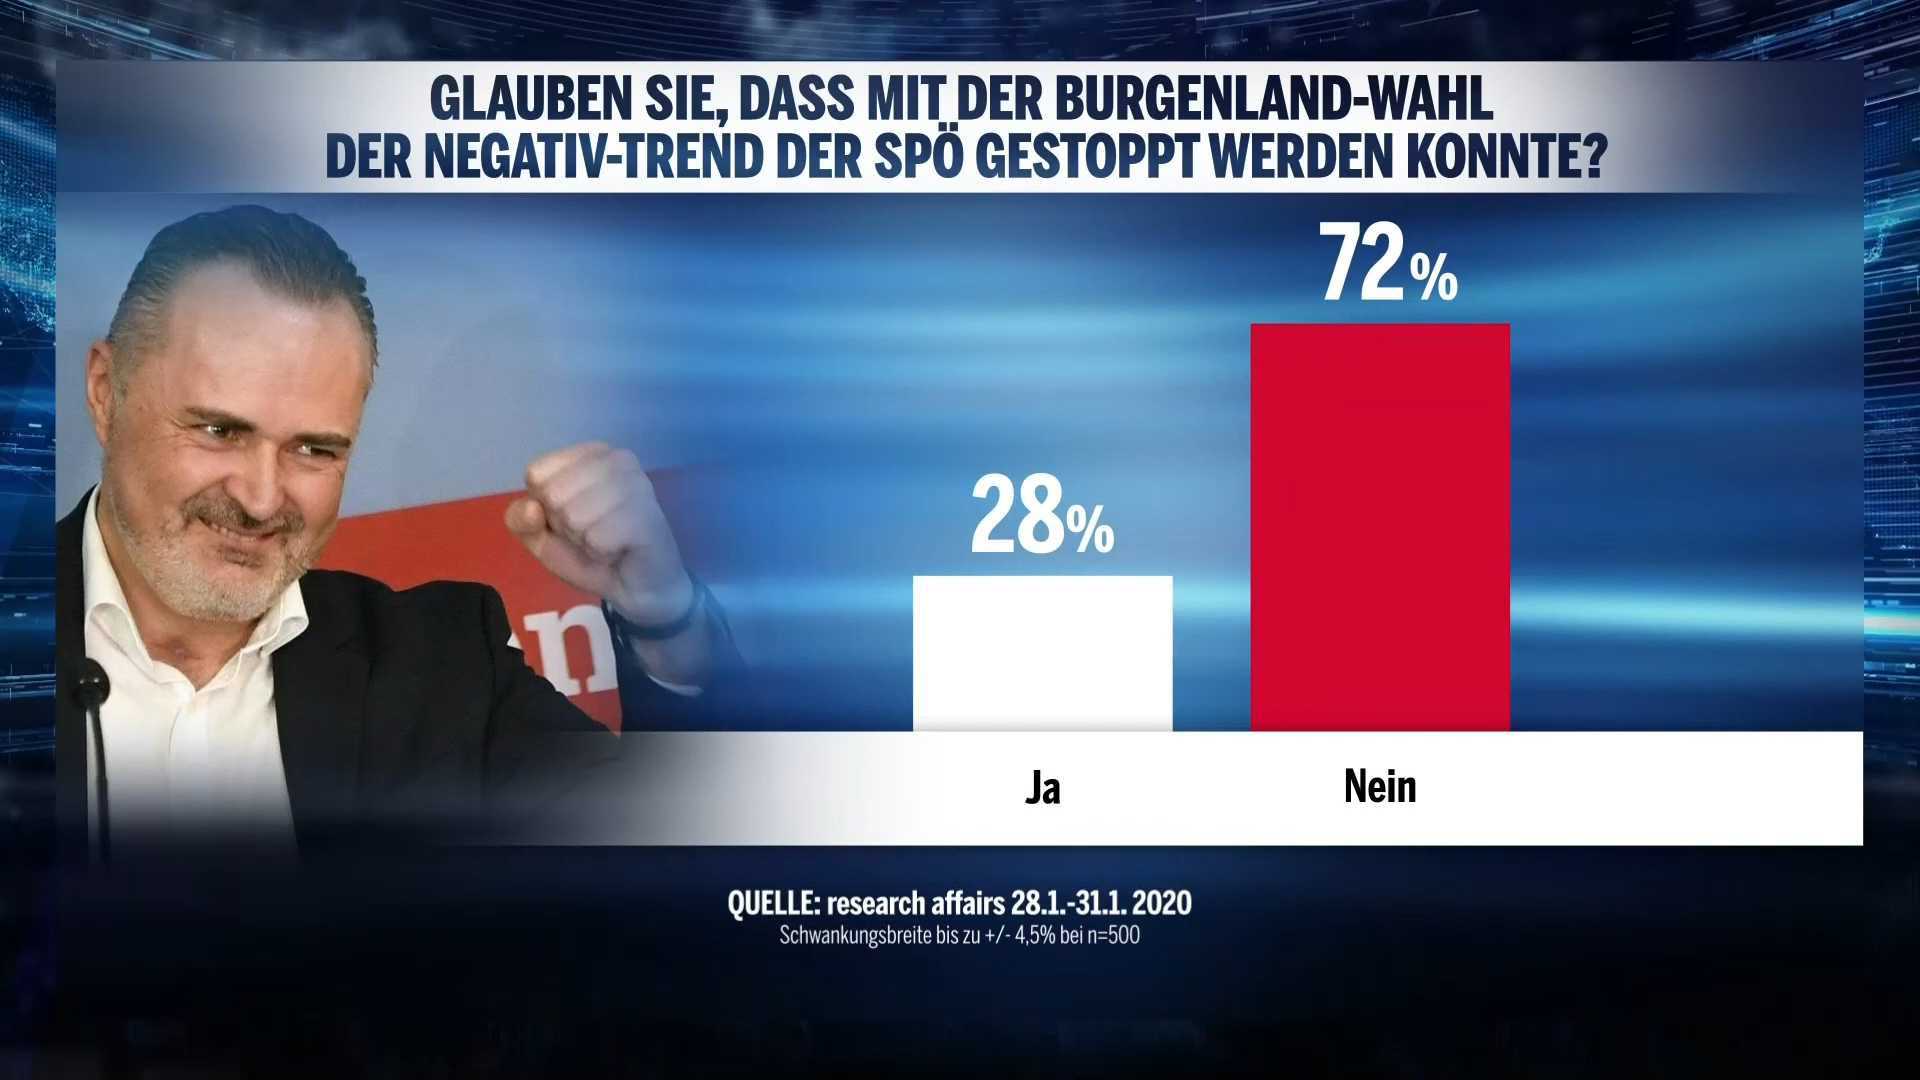 GLAUBEN SIE, DASS MIT DER BURGENLAND-WAHL
DER NEGATIV-TREND DER SPÖ GESTOPPT WERDEN KONNTE?
72%
28%
n
Ja
Nein
QUELLE: research affairs 28.1.-31.1. 2020
Schwankungsbreite bis zu +/- 4,5% bei n=500